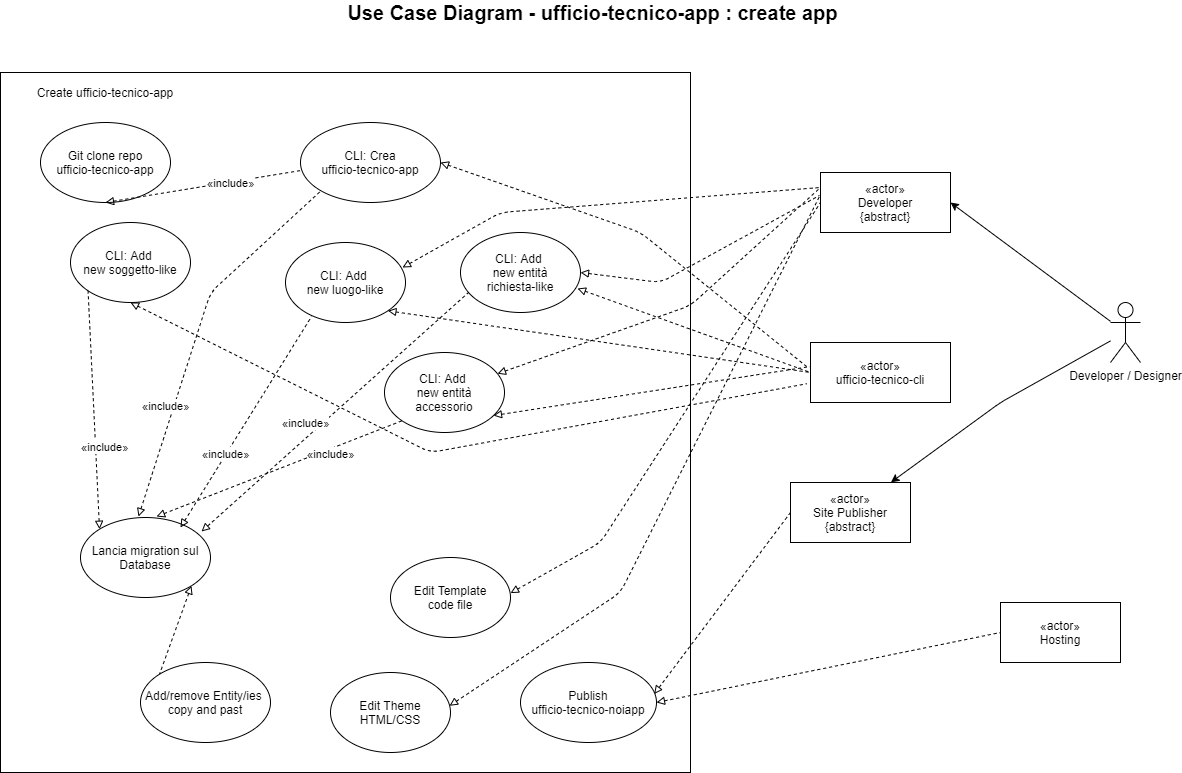 Use Case Diagram - ufficio-tecnico-app : create app
Create ufficio-tecnico-app
Git clone repo
ufficio-tecnico-app
CLI: Crea
ufficio-tecnico-app
«include»
«actor»
Developer
{abstract}
CLI: Add
new soggetto-like
CLI: Add
new luogo-like
CLI: Add
new entità
richiesta-like
«actor»
ufficio-tecnico-cli
Developer / Designer
CLI: Add
new entità
accessorio
«include»
«include»
«include»
«include»
«include»
«actor»
Site Publisher
{abstract}
Lancia migration sul
Database
Edit Template
code file
«actor»
Hosting
Add/remove Entity/ies
copy and past
Edit Theme
HTML/CSS
Publish
ufficio-tecnico-noiapp